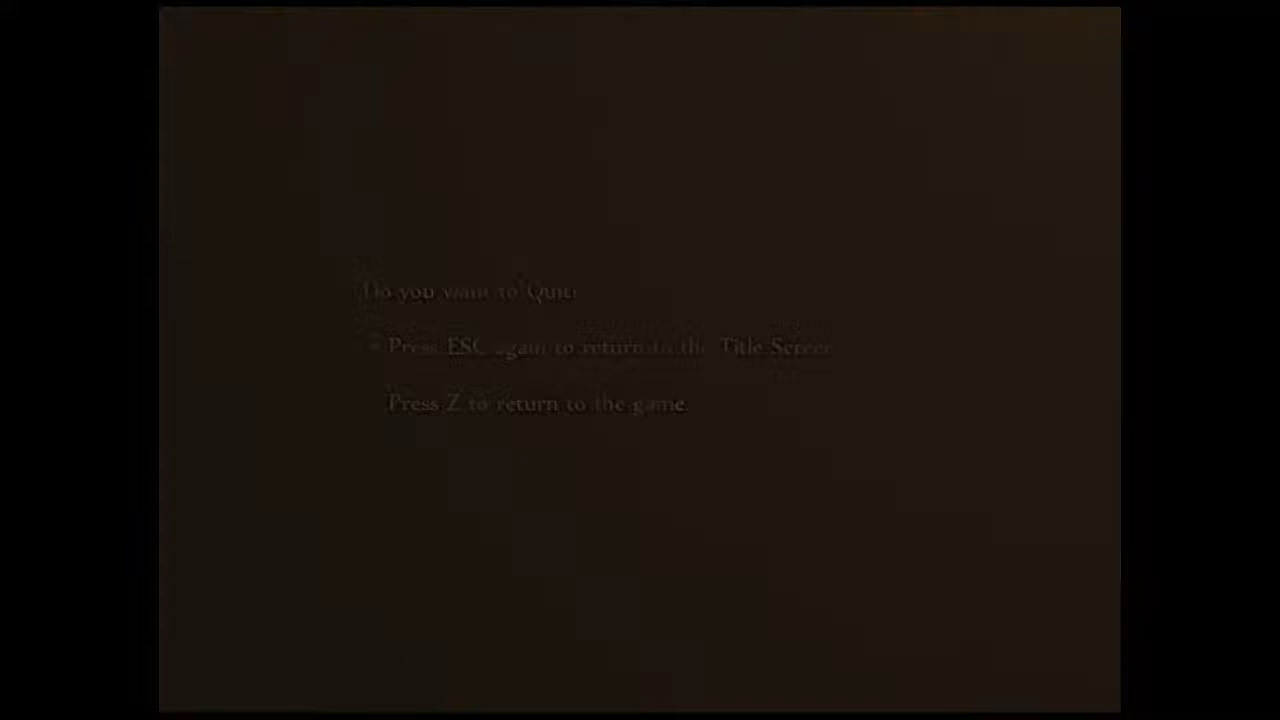 Do you want to Quit?
Press ESC again to return to the Title Screen
Press Z to return to the game.